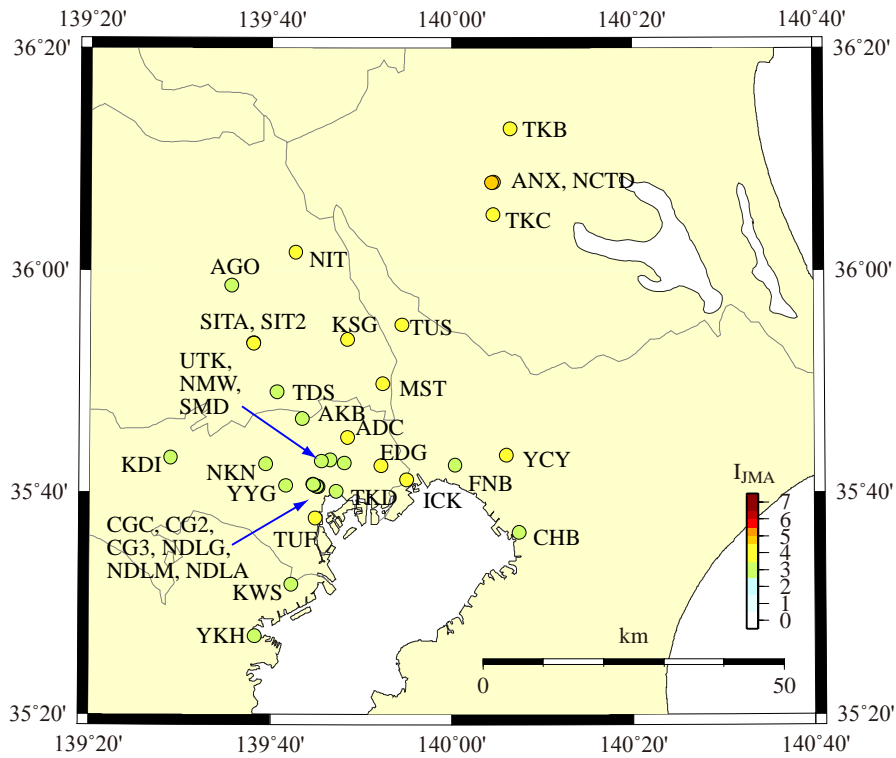 139˚20' 139˚40' 140˚00' 140˚20' 140˚40'
36˚20' 36˚20'
TKB
ANX, NCTD
TKC
NIT
36˚00' 36˚00'
AGO
SITA, SIT2 KSG TUS
UTK,
NMW,
SMD
TDS MST
AKB
ADC
KDI NKN EDG YCY
YYG TKD FNB
35˚40' ICK 35˚40'
CGC, CG2,
CG3, NDLG,
NDLM, NDLA
TUF CHB
KWS
YKH
I JMA
7
6
5
4
3
2
1
0
km
0 50
35˚20' 35˚20'
139˚20' 139˚40' 140˚00' 140˚20' 140˚40'